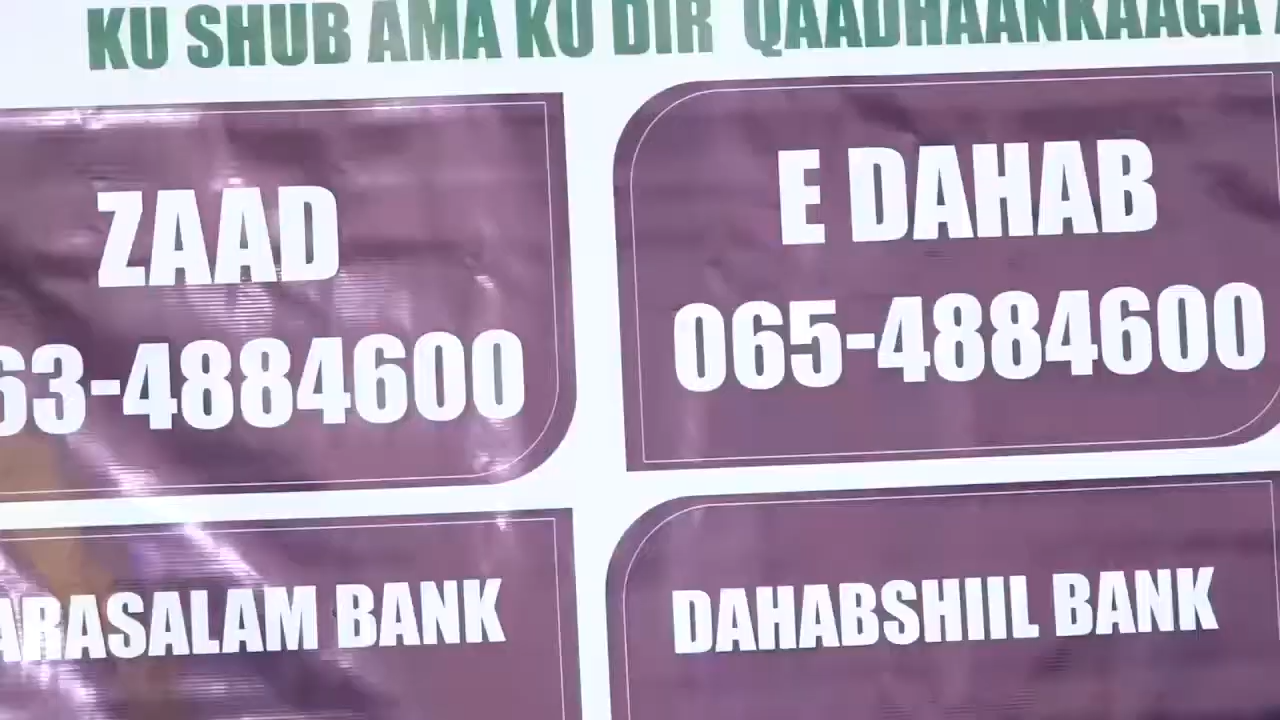 KU SHUB AMA KU DIR QAADHAANKAAGA
ZAAD
63-4884600
E DAHAB
065-4884600
ARASALAM BANK
DAHABSHIIL BANK